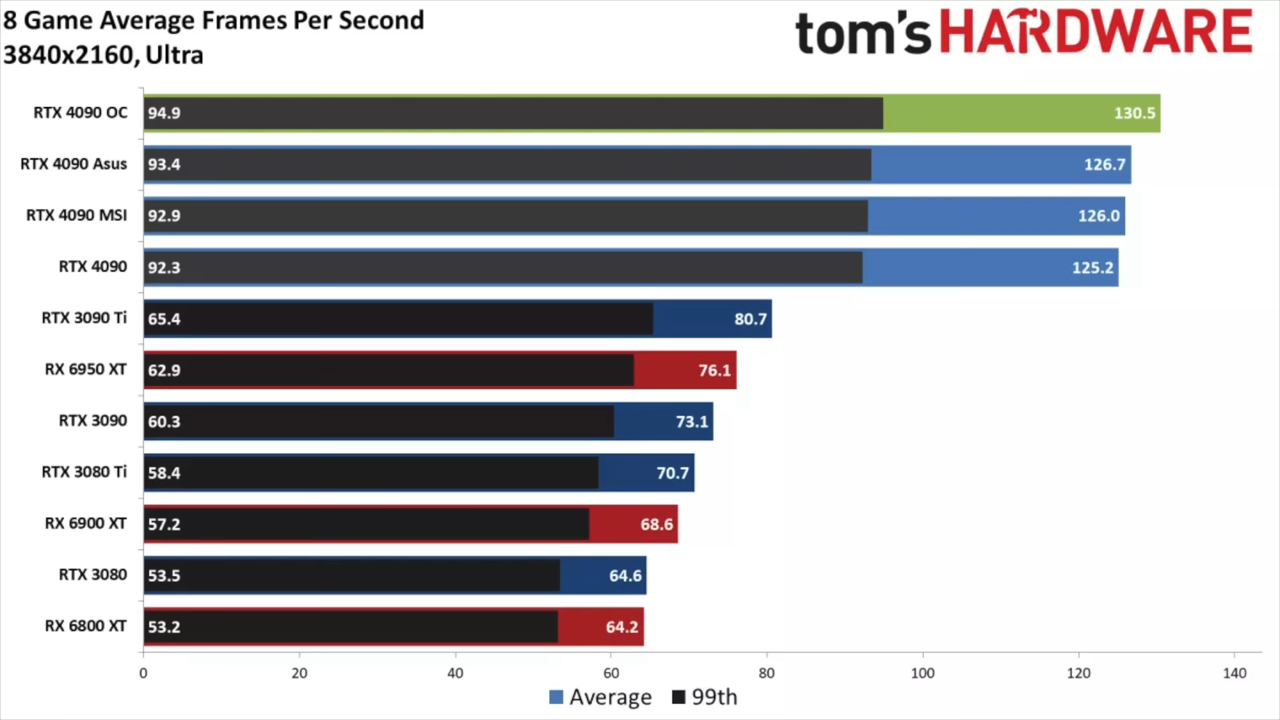 8 Game Average Frames Per Second
3840x2160, Ultra
tom's HARDWARE
RTX 4090 OC 94.9 130.5
RTX 4090 Asus 93.4 126.7
RTX 4090 MSI 92.9 126.0
RTX 4090 92.3 125.2
RTX 3090 Ti 65.4 80.7
RX 6950 XT 62.9 76.1
RTX 3090 60.3 73.1
RTX 3080 Ti 58.4 70.7
RX 6900 XT 57.2 68.6
RTX 3080 53.5 64.6
RX 6800 XT 53.2 64.2
0 20 40 60 80 100 120 140
Average 99th